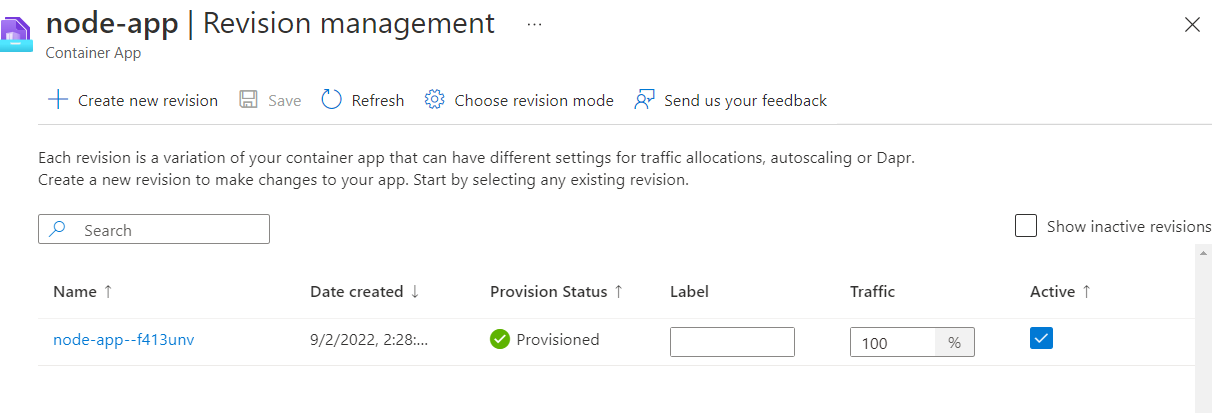 node-app | Revision management ...
Container App
Create new revision Save Refresh Choose revision mode Send us your feedback
Each revision is a variation of your container app that can have different settings for traffic allocations, autoscaling or Dapr.
Create a new revision to make changes to your app. Start by selecting any existing revision.
Search Show inactive revisions
Name ↑ Date created ↓ Provision Status ↑ Label Traffic Active ↑
node-app--f413unv 9/2/2022, 2:28:... Provisioned 100 %